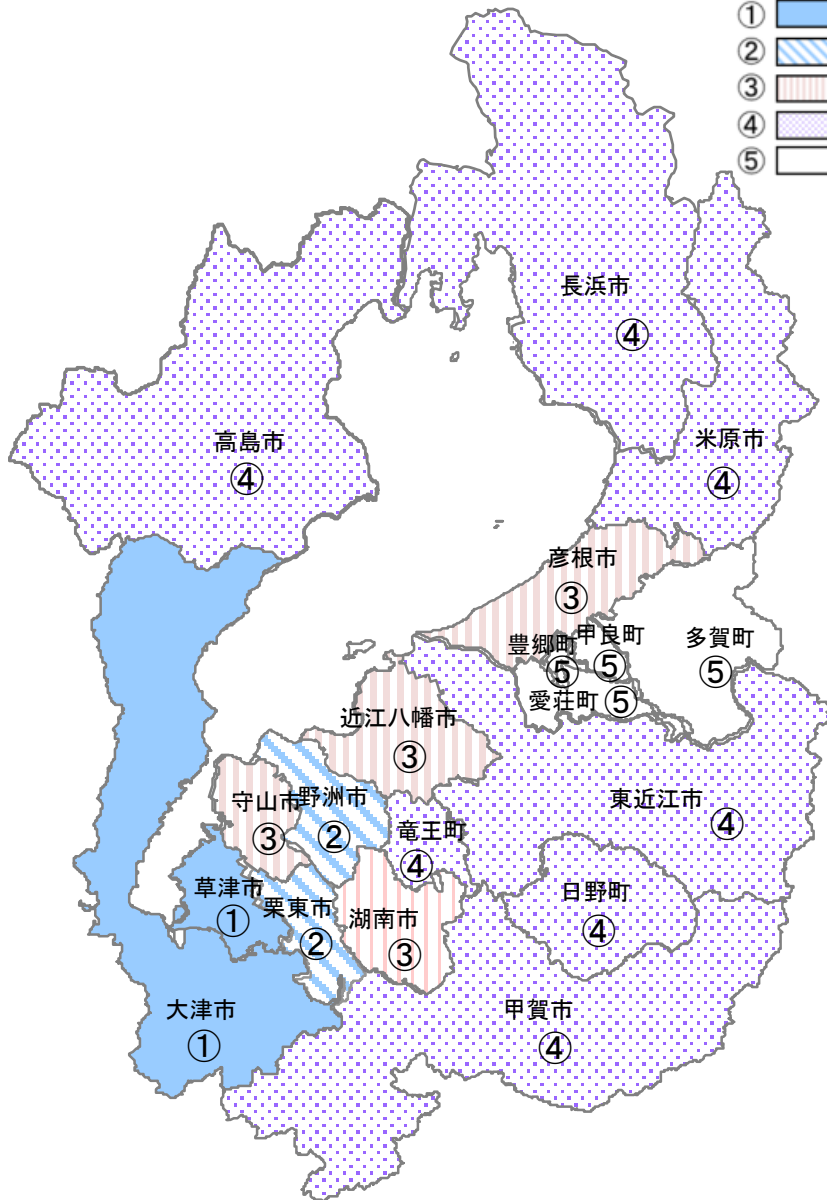 ①
②
③
④
⑤
長浜市
④
米原市
④
高島市
④
彦根市
③
豊郷町
⑤
甲良町
⑤
多賀町
⑤
愛荘町
⑤
近江八幡市
③
守山市
③
野洲市
②
竜王町
④
東近江市
④
草津市
①
栗東市
②
湖南市
③
日野町
④
大津市
①
甲賀市
④